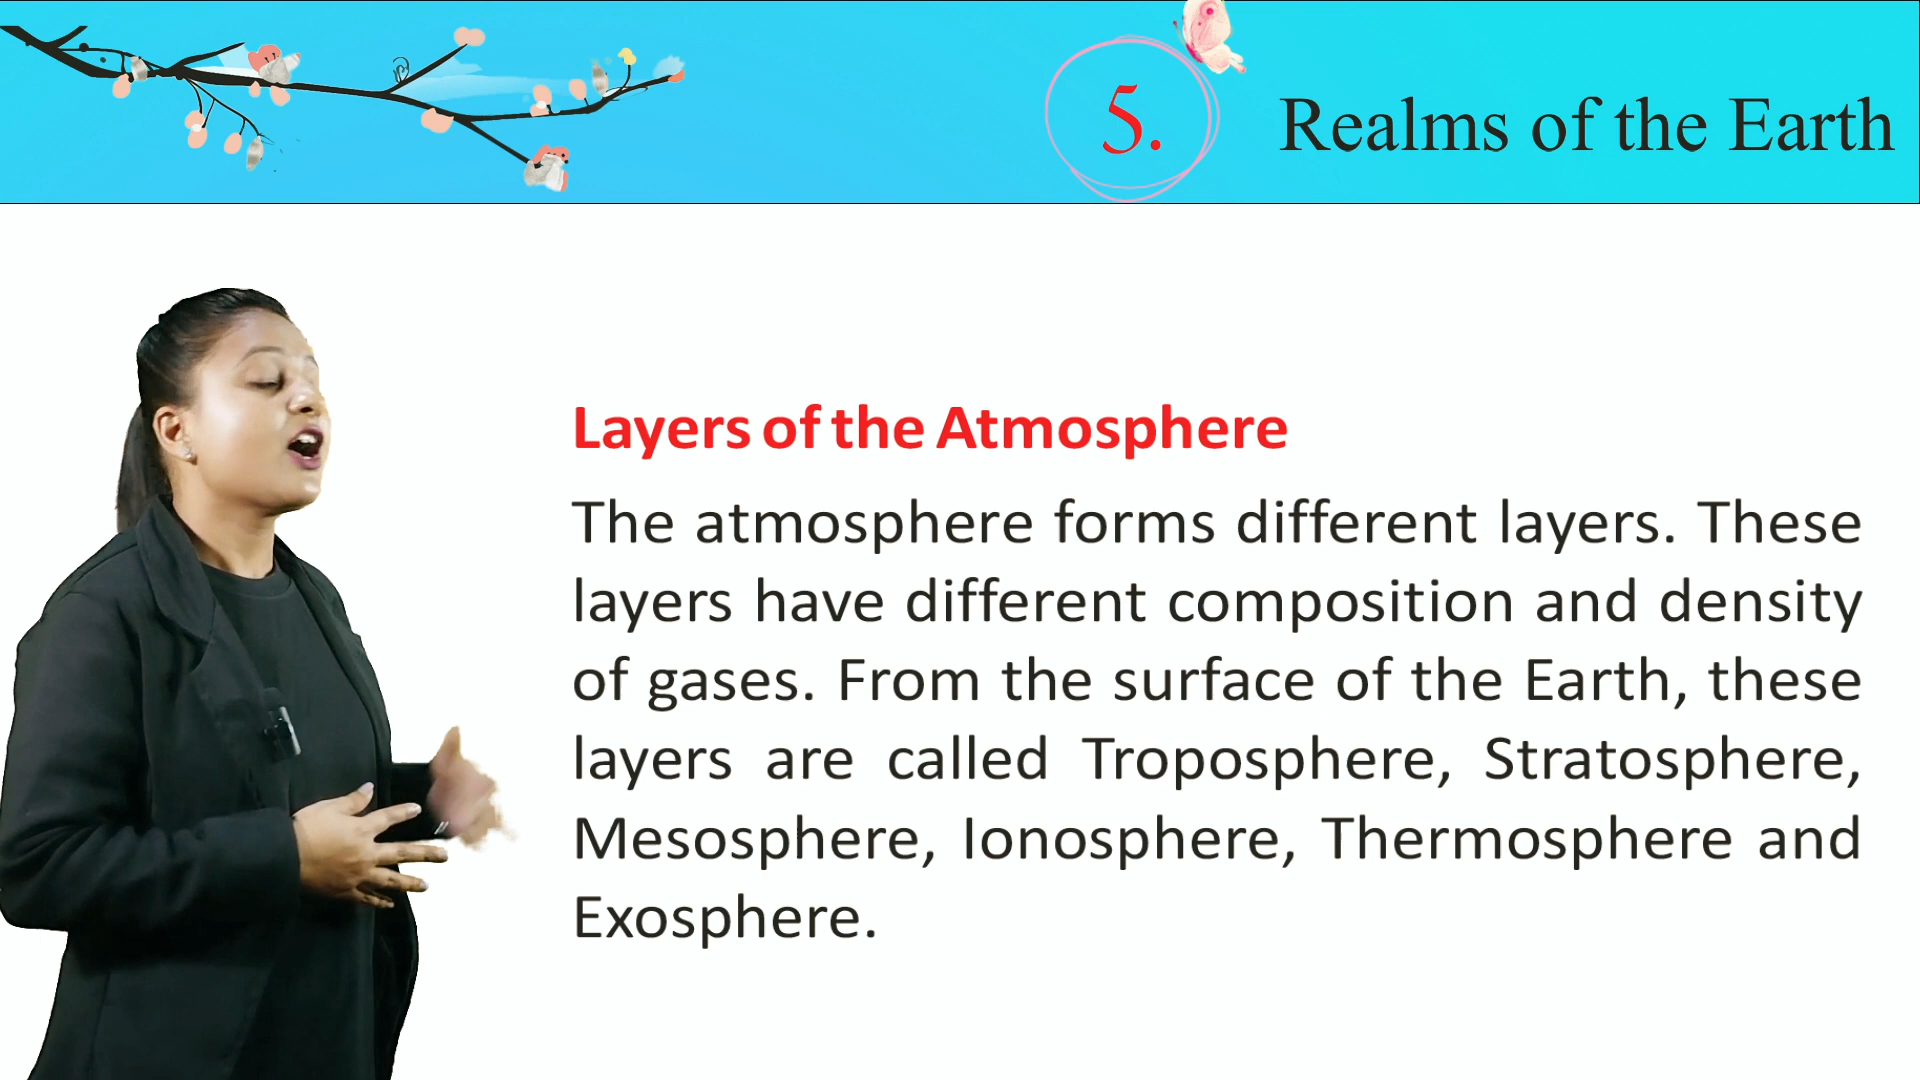 5. Realms of the Earth
Layers of the Atmosphere
The atmosphere forms different layers. These
layers have different composition and density
of gases. From the surface of the Earth, these
layers are called Troposphere, Stratosphere,
Mesosphere, Ionosphere, Thermosphere and
Exosphere.